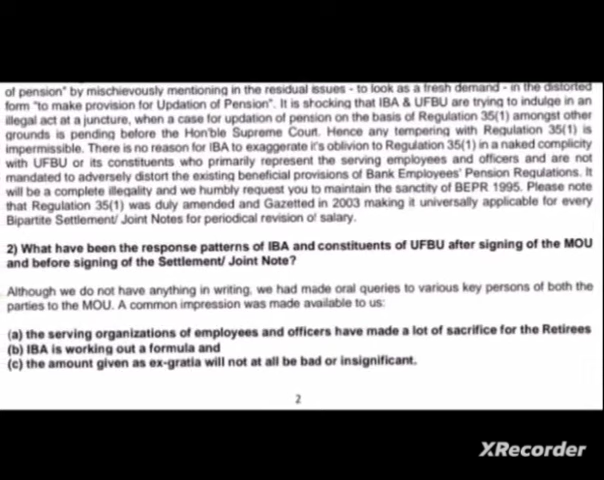 of pension" by mischievously mentioning in the residual issues - to look as a fresh demand - in the distorted
form "to make provision for Updation of Pension". It is shocking that IBA & UFBU are trying to indulge in an
illegal act at a juncture, when a case for updation of pension on the basis of Regulation 35(1) amongst other
grounds is pending before the Hon'ble Supreme Court. Hence any tempering with Regulation 35(1) is
impermissible. There is no reason for IBA to exaggerate it's oblivion to Regulation 35(1) in a naked complicity
with UFBU or its constituents who primarily represent the serving employees and officers and are not
mandated to adversely distort the existing beneficial provisions of Bank Employees' Pension Regulations. It
will be a complete illegality and we humbly request you to maintain the sanctity of BEPR 1995. Please note
that Regulation 35(1) was duly amended and Gazetted in 2003 making it universally applicable for every
Bipartite Settlement/ Joint Notes for periodical revision of salary.
2) What have been the response patterns of IBA and constituents of UFBU after signing of the MOU
and before signing of the Settlement/ Joint Note?
Although we do not have anything in writing, we had made oral queries to various key persons of both the
parties to the MOU. A common impression was made available to us:
(a) the serving organizations of employees and officers have made a lot of sacrifice for the Retirees
(b) IBA is working out a formula and
(c) the amount given as ex-gratia will not at all be bad or insignificant.
2
XRecorder